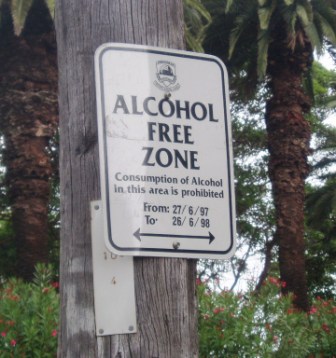 ALCOHOL
FREE
ZONE
Consumption of Alcohol
in this area is prohibited
From: 27/6/97
To: 26/6/98
4